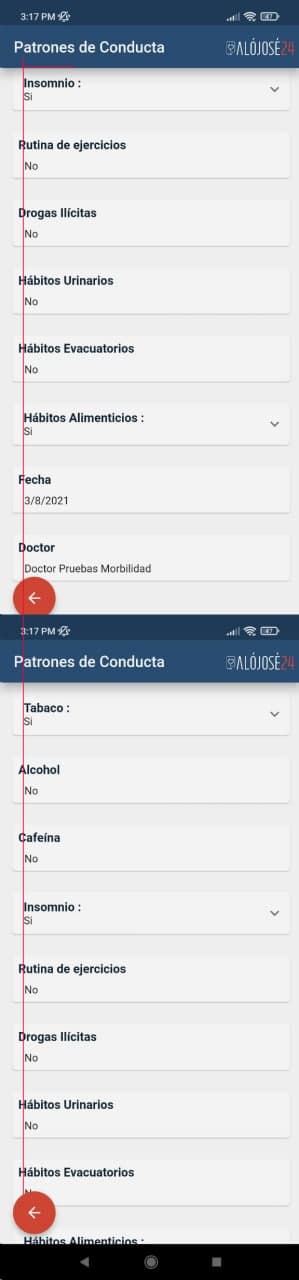 3:17 PM
Patrones de Conducta
ALÓJOSÉ24
Insomnio :
Si
Rutina de ejercicios
No
Drogas Ilícitas
No
Hábitos Urinarios
No
Hábitos Evacuatorios
No
Hábitos Alimenticios :
Si
Fecha
3/8/2021
Doctor
Doctor Pruebas Morbilidad
3:17 PM
Patrones de Conducta
ALÓJOSÉ24
Tabaco :
Si
Alcohol
No
Cafeína
No
Insomnio :
Si
Rutina de ejercicios
No
Drogas Ilícitas
No
Hábitos Urinarios
No
Hábitos Evacuatorios
No
Hábitos Alimenticios :